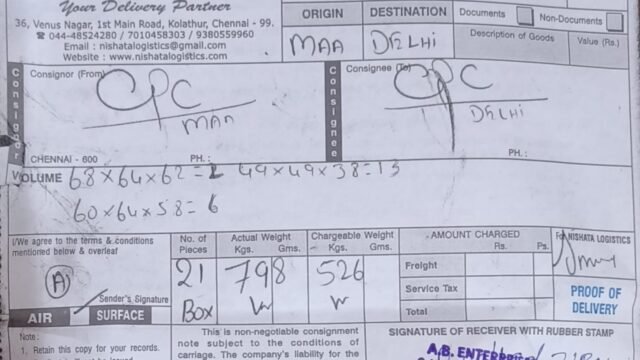 Your Delivery Partner
36, Venus Nagar, 1st Main Road, Kolathur, Chennai - 99.
☎ 044-48524280 / 7010458303 / 9380559960
Email : nishatalogistics@gmail.com
Website : www.nishatalogistics.com
ORIGIN
MAA
DESTINATION
DELHI
Documents
Non-Documents
Description of Goods
Value (Rs.)
Consignor
Consignor (From)
CPC
MAA
CHENNAI - 600
PH. :
Consignee
Consignee (To)
CPC
DELHI
PH. :
VOLUME 68×64×62=2 49×49×38=13
60×64×58=6
I/We agree to the terms & conditions
mentioned below & overleaf
A
Sender's Signature
AIR
SURFACE
No. of
Pieces
21
Box
Actual Weight
Kgs. Gms.
798
Chargeable Weight
Kgs. Gms.
526
AMOUNT CHARGED
Rs. Ps.
Freight
Service Tax
Total
For NISHATA LOGISTICS
PROOF OF
DELIVERY
Note :
1. Retain this copy for your records.
This is non-negotiable consignment
note subject to the conditions of
carriage. The company's liability for the
SIGNATURE OF RECEIVER WITH RUBBER STAMP
A.B.